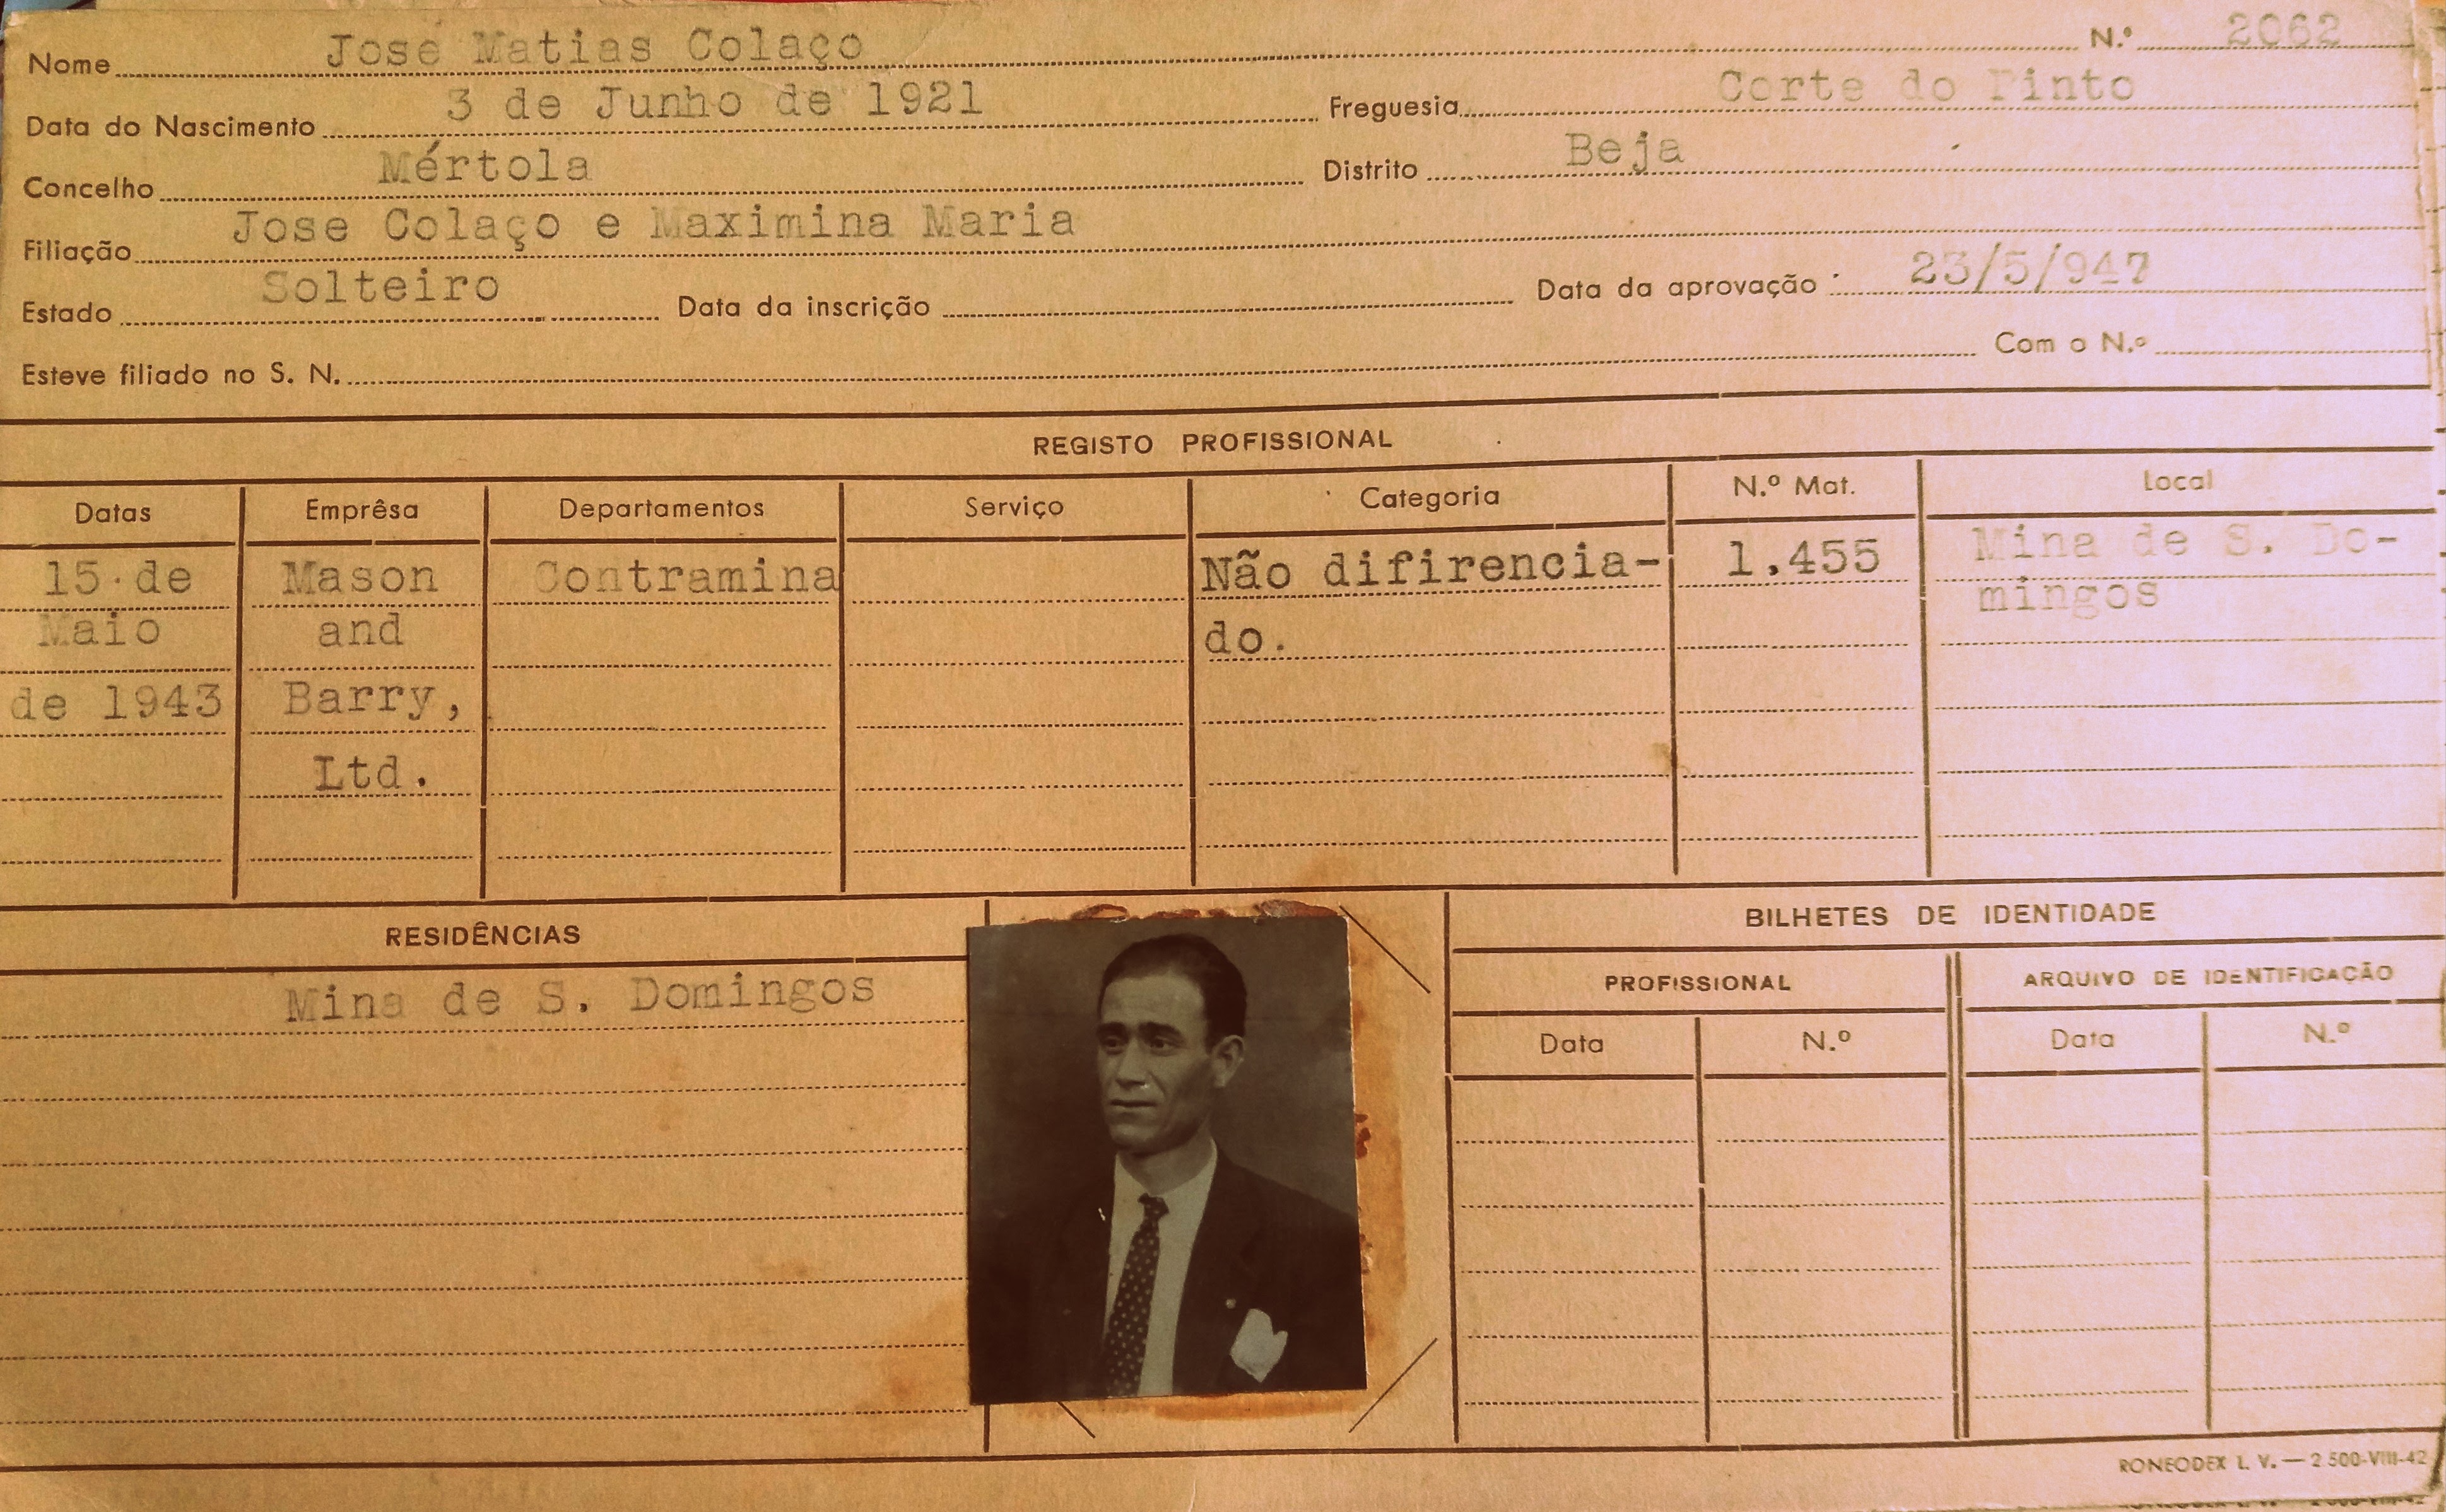 Nome Jose Matias Colaço N.º 2062
Data do Nascimento 3 de Junho de 1921 Freguesia Corte do Pinto
Concelho Mértola Distrito Beja
Filiação Jose Colaço e Maximina Maria
Estado Solteiro Data da inscrição Data da aprovação 23/5/947
Esteve filiado no S. N. Com o N.º
REGISTO PROFISSIONAL
Datas Emprêsa Departamentos Serviço Categoria N.º Mat. Local
15 de Mason Contramina Não difirencia- 1.455 Mina de S. Do-
Maio and do. mingos
de 1943 Barry,
Ltd.
RESIDÊNCIAS
Mina de S. Domingos
BILHETES DE IDENTIDADE
PROFISSIONAL ARQUIVO DE IDENTIFICAÇÃO
Data N.º Data N.º
RONEODEX L. V. — 2 500-VIII-42